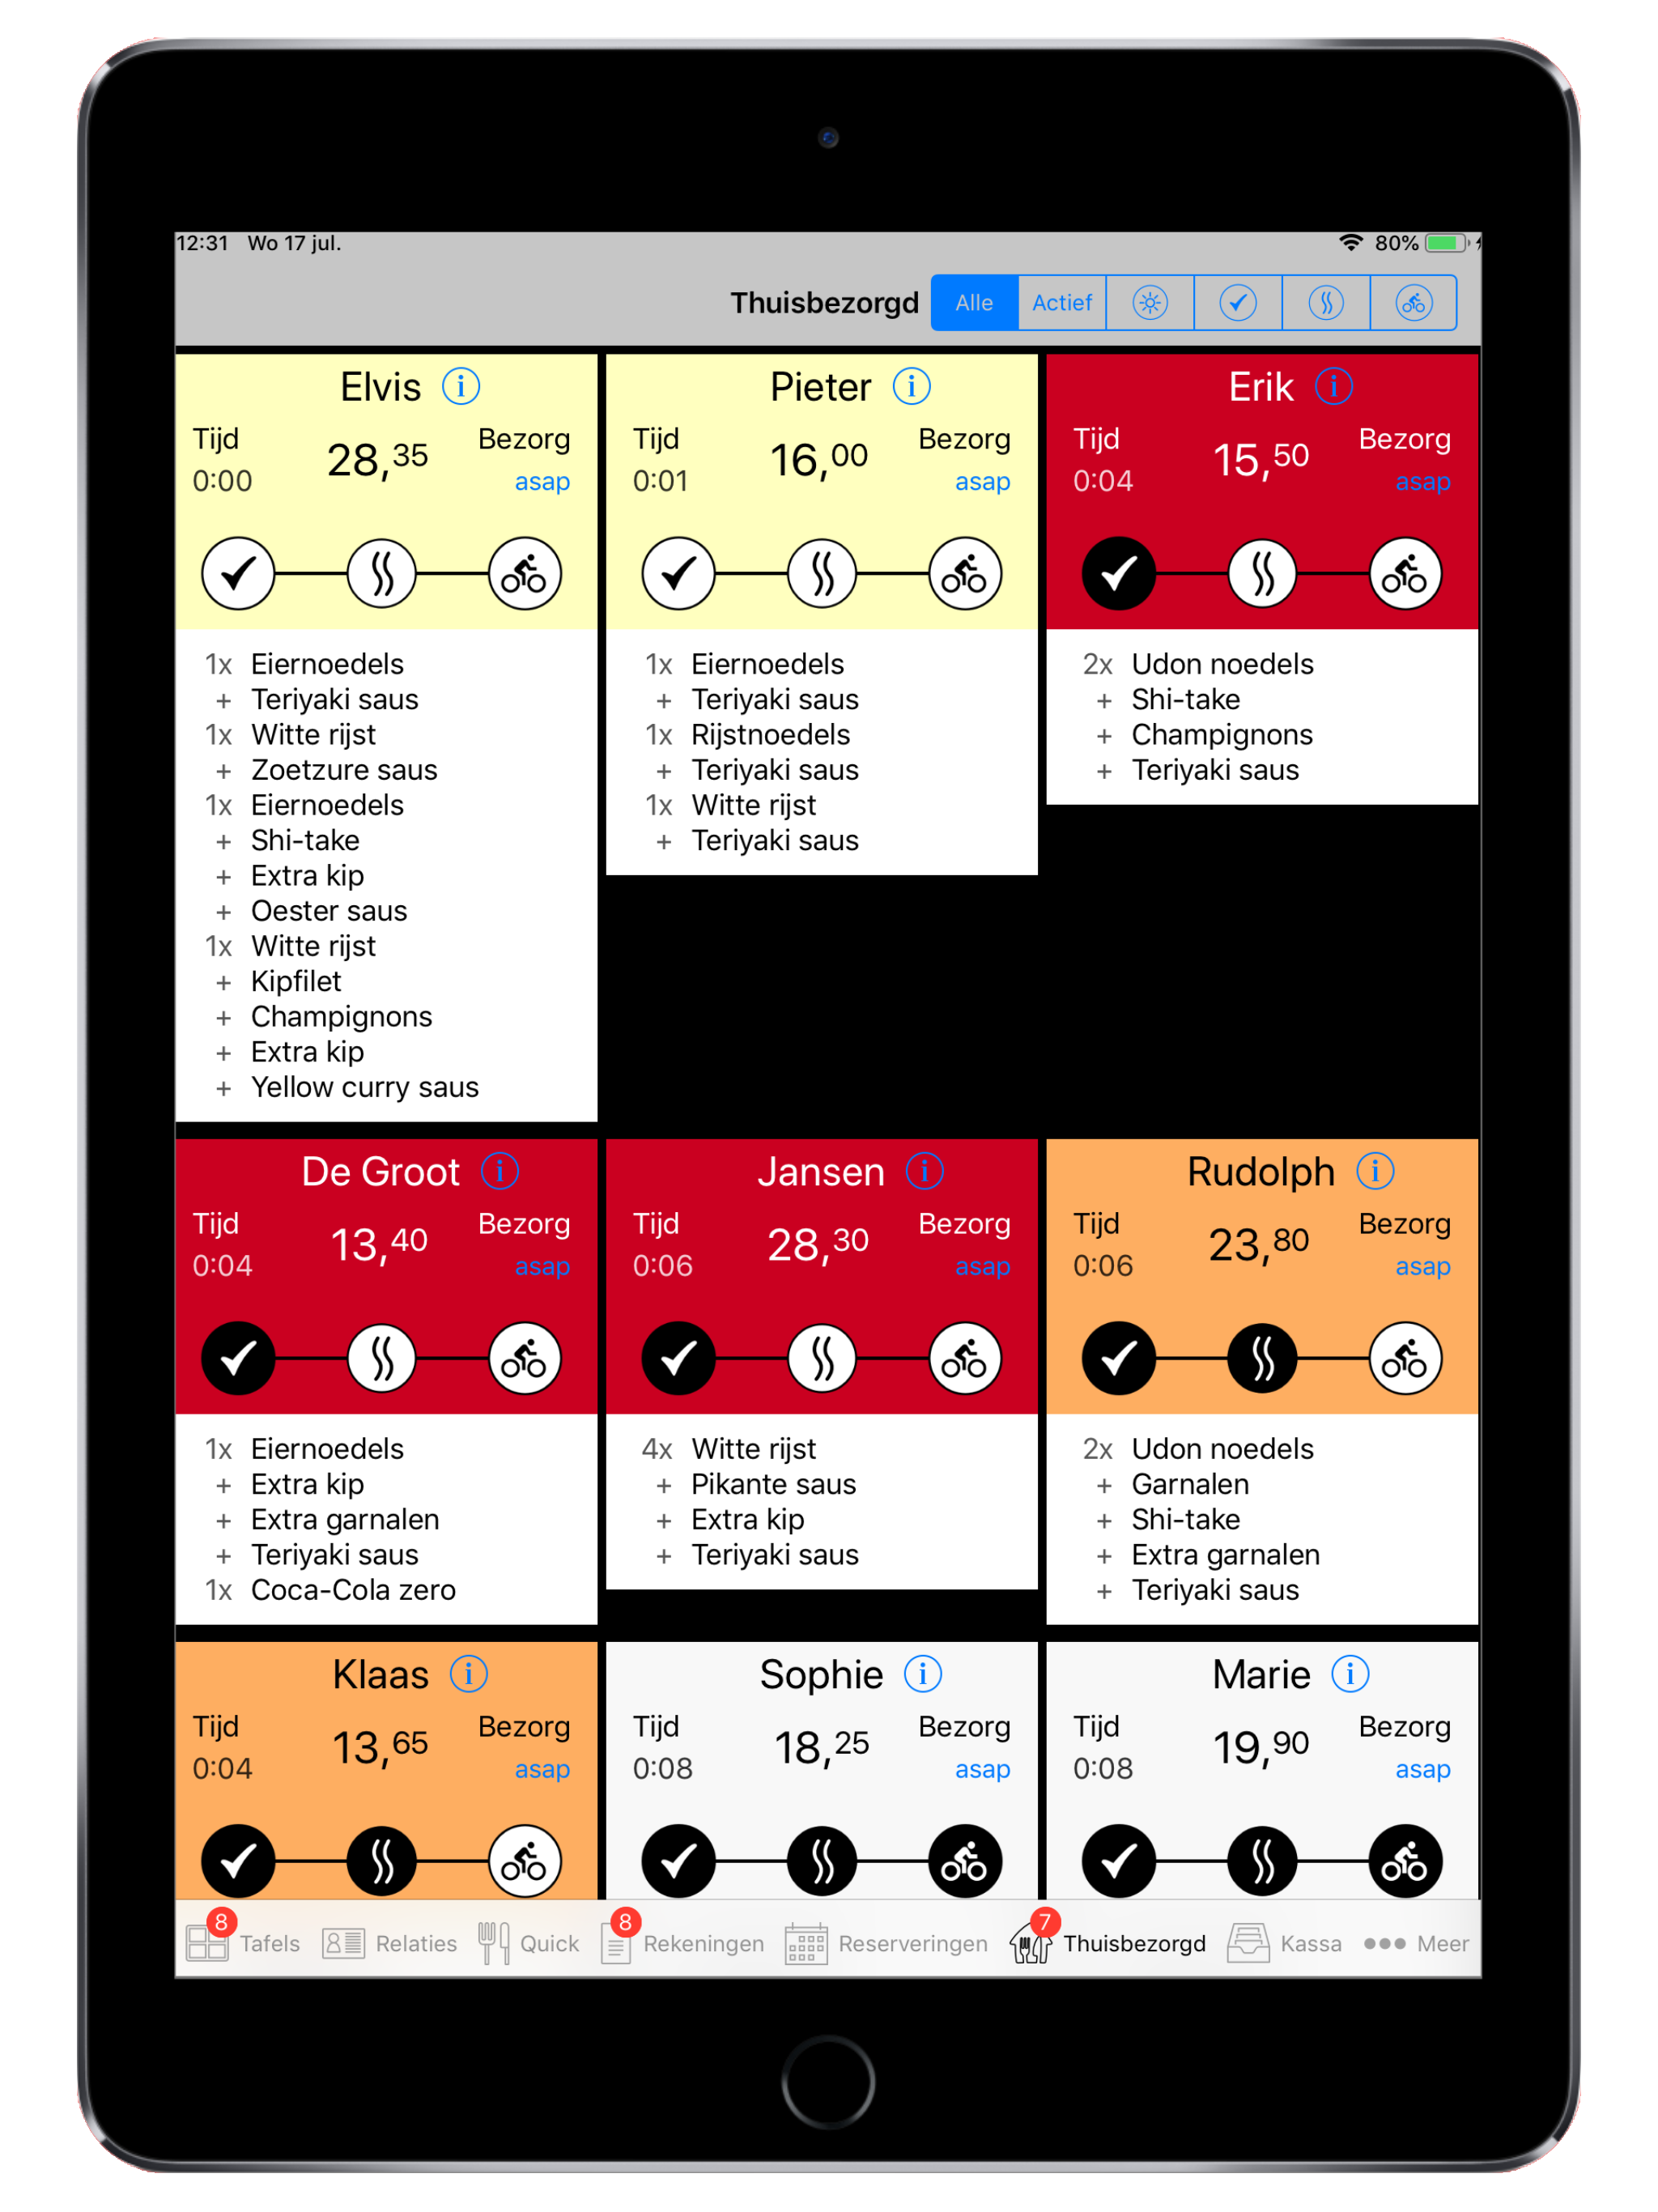 12:31 Wo 17 jul. 80%
Thuisbezorgd Alle Actief
Elvis
Tijd 28,35 Bezorg
0:00 asap
1x Eiernoedels
+ Teriyaki saus
1x Witte rijst
+ Zoetzure saus
1x Eiernoedels
+ Shi-take
+ Extra kip
+ Oester saus
1x Witte rijst
+ Kipfilet
+ Champignons
+ Extra kip
+ Yellow curry saus
Pieter
Tijd 16,00 Bezorg
0:01 asap
1x Eiernoedels
+ Teriyaki saus
1x Rijstnoedels
+ Teriyaki saus
1x Witte rijst
+ Teriyaki saus
Erik
Tijd 15,50 Bezorg
0:04 asap
2x Udon noedels
+ Shi-take
+ Champignons
+ Teriyaki saus
De Groot
Tijd 13,40 Bezorg
0:04 asap
1x Eiernoedels
+ Extra kip
+ Extra garnalen
+ Teriyaki saus
1x Coca-Cola zero
Jansen
Tijd 28,30 Bezorg
0:06 asap
4x Witte rijst
+ Pikante saus
+ Extra kip
+ Teriyaki saus
Rudolph
Tijd 23,80 Bezorg
0:06 asap
2x Udon noedels
+ Garnalen
+ Shi-take
+ Extra garnalen
+ Teriyaki saus
Klaas
Tijd 13,65 Bezorg
0:04 asap
Sophie
Tijd 18,25 Bezorg
0:08 asap
Marie
Tijd 19,90 Bezorg
0:08 asap
8 Tafels Relaties Quick 8 Rekeningen Reserveringen 7 Thuisbezorgd Kassa Meer